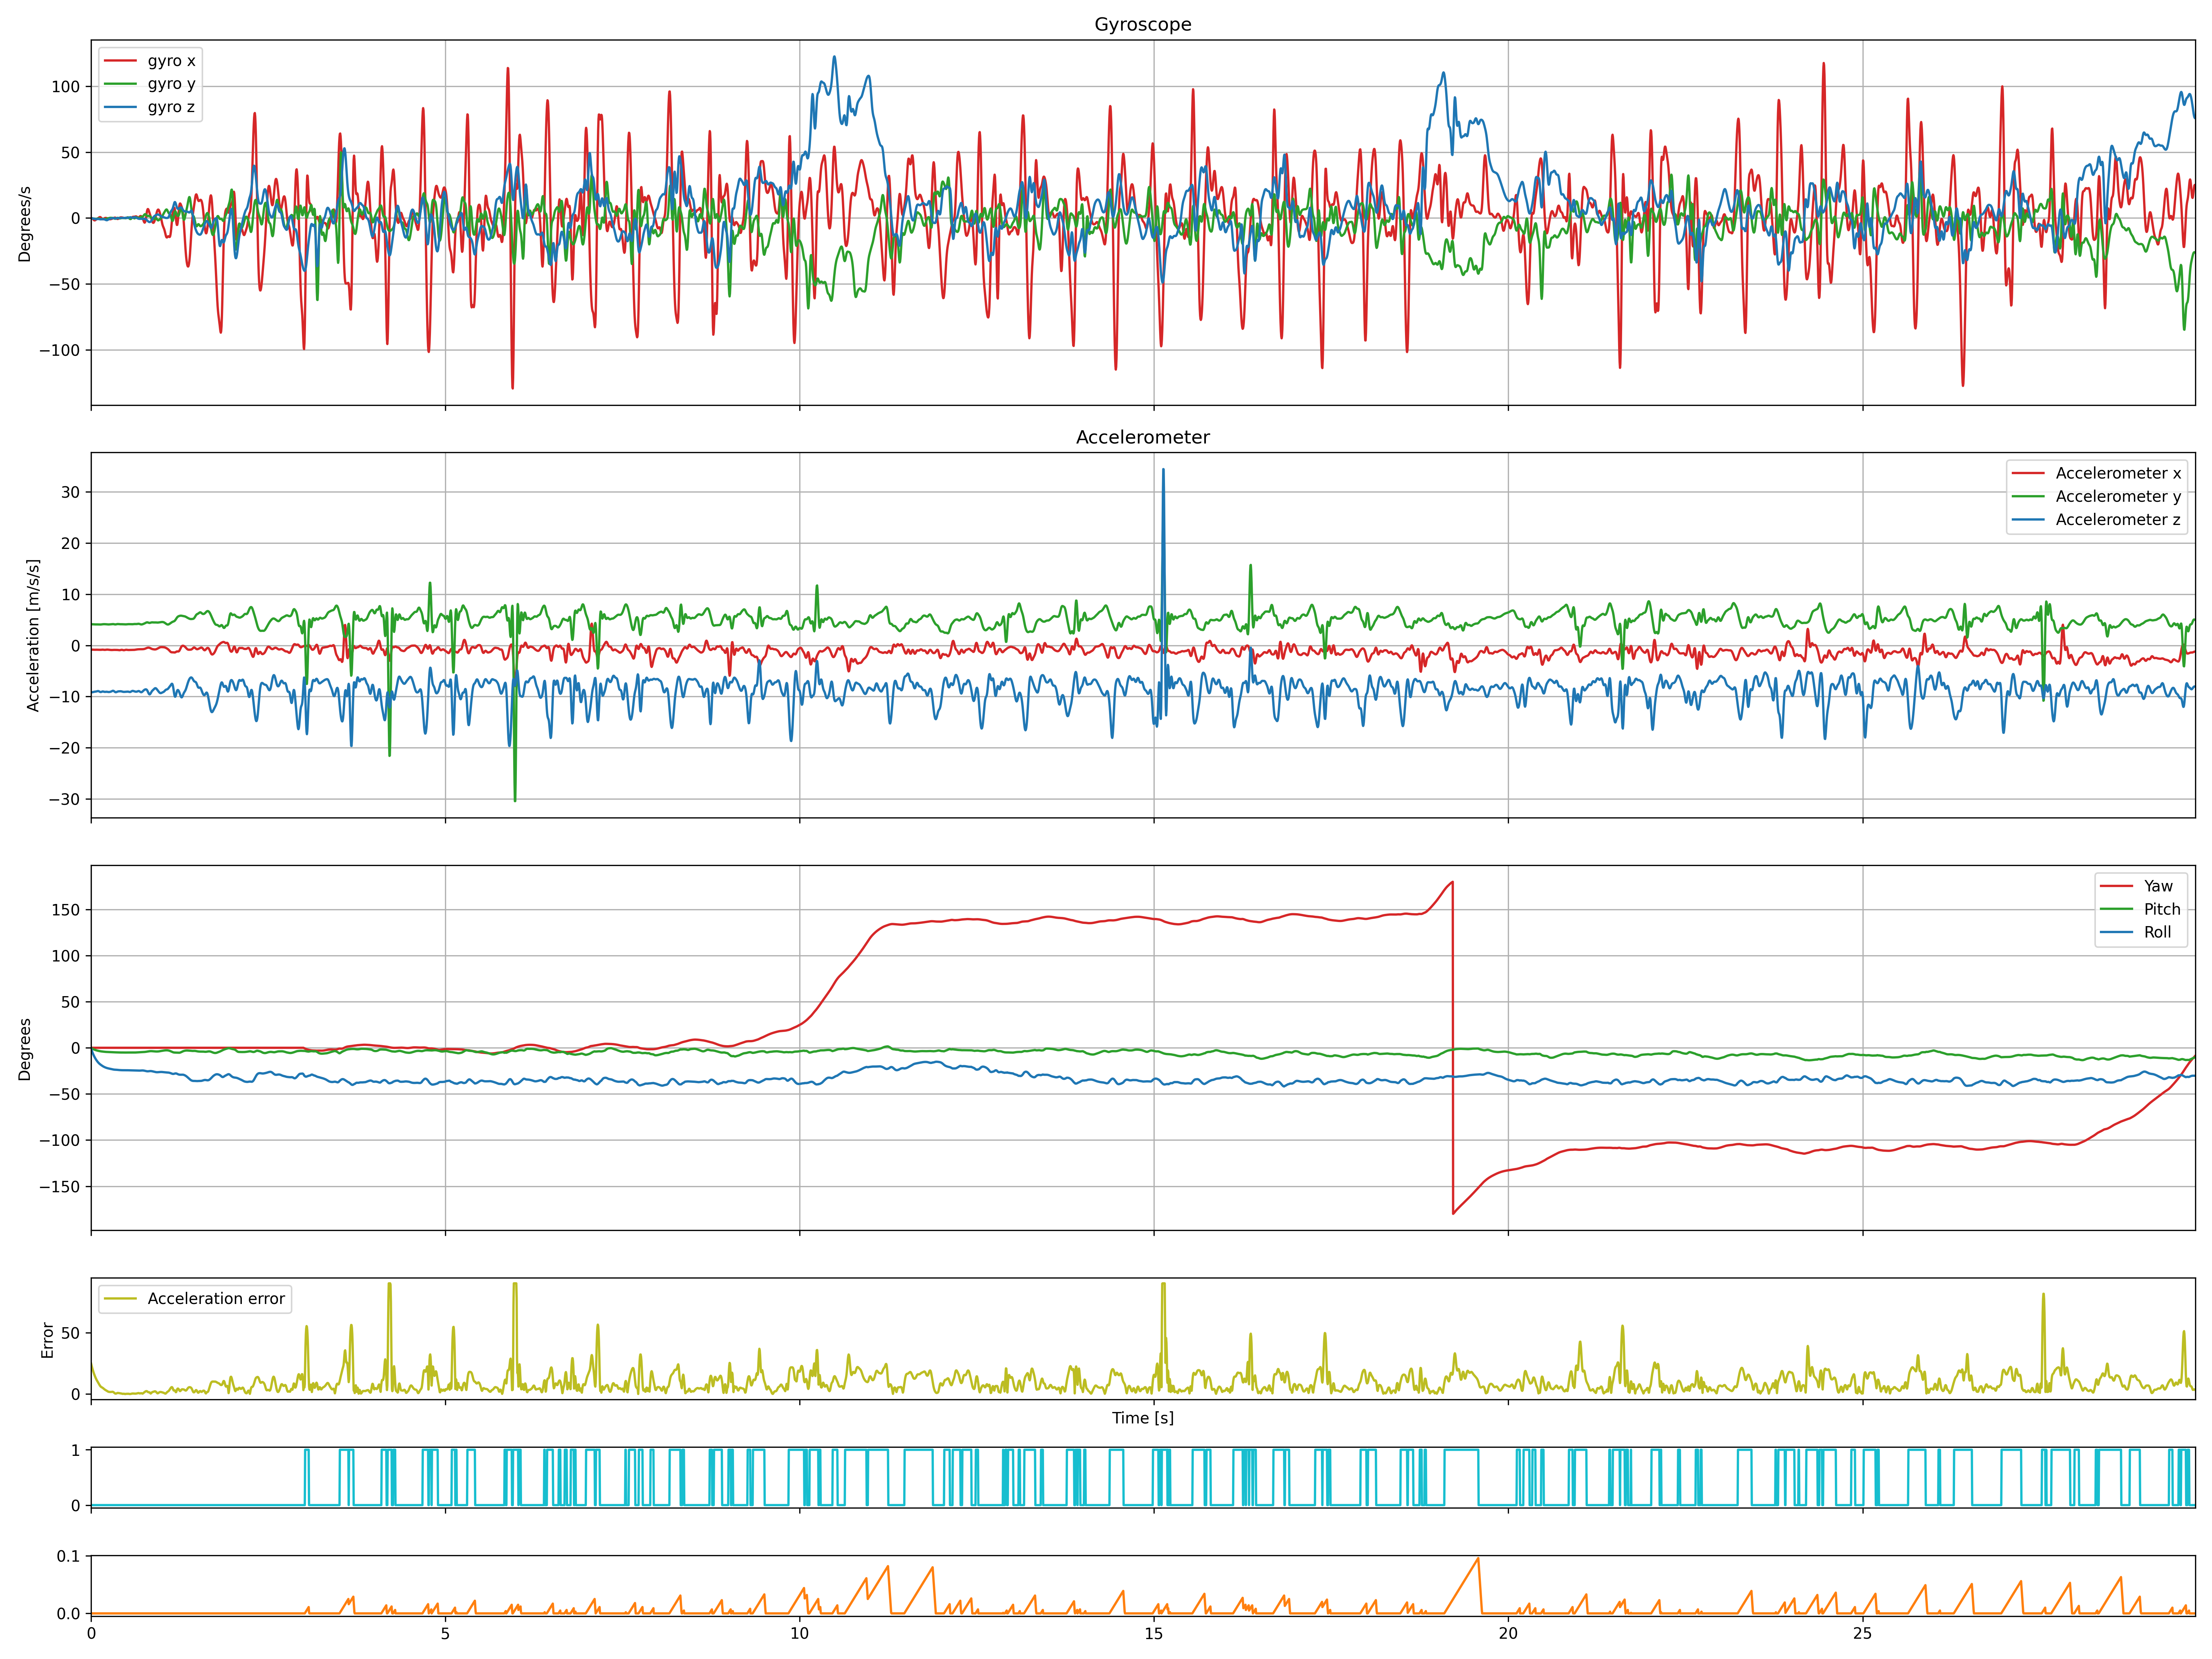 Gyroscope
gyro x
gyro y
gyro z
100
50
0
−50
−100
Degrees/s
Accelerometer
Accelerometer x
Accelerometer y
Accelerometer z
30
20
10
0
−10
−20
−30
Acceleration [m/s/s]
Yaw
Pitch
Roll
150
100
50
0
−50
−100
−150
Degrees
Acceleration error
50
0
Error
Time [s]
1
0
0.1
0.0
0 5 10 15 20 25